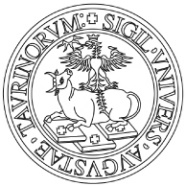 ✠ SIGIL · VNIVERS · AVGVSTAE · TAVRINORVM :